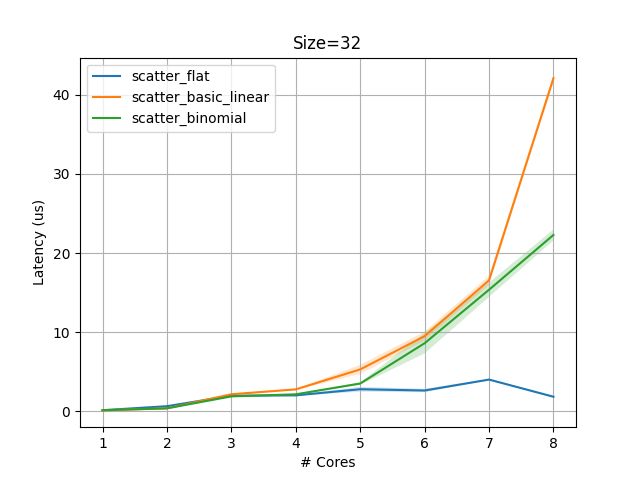 Size=32
scatter_flat
scatter_basic_linear
scatter_binomial
Latency (us)
40
30
20
10
0
1 2 3 4 5 6 7 8
# Cores